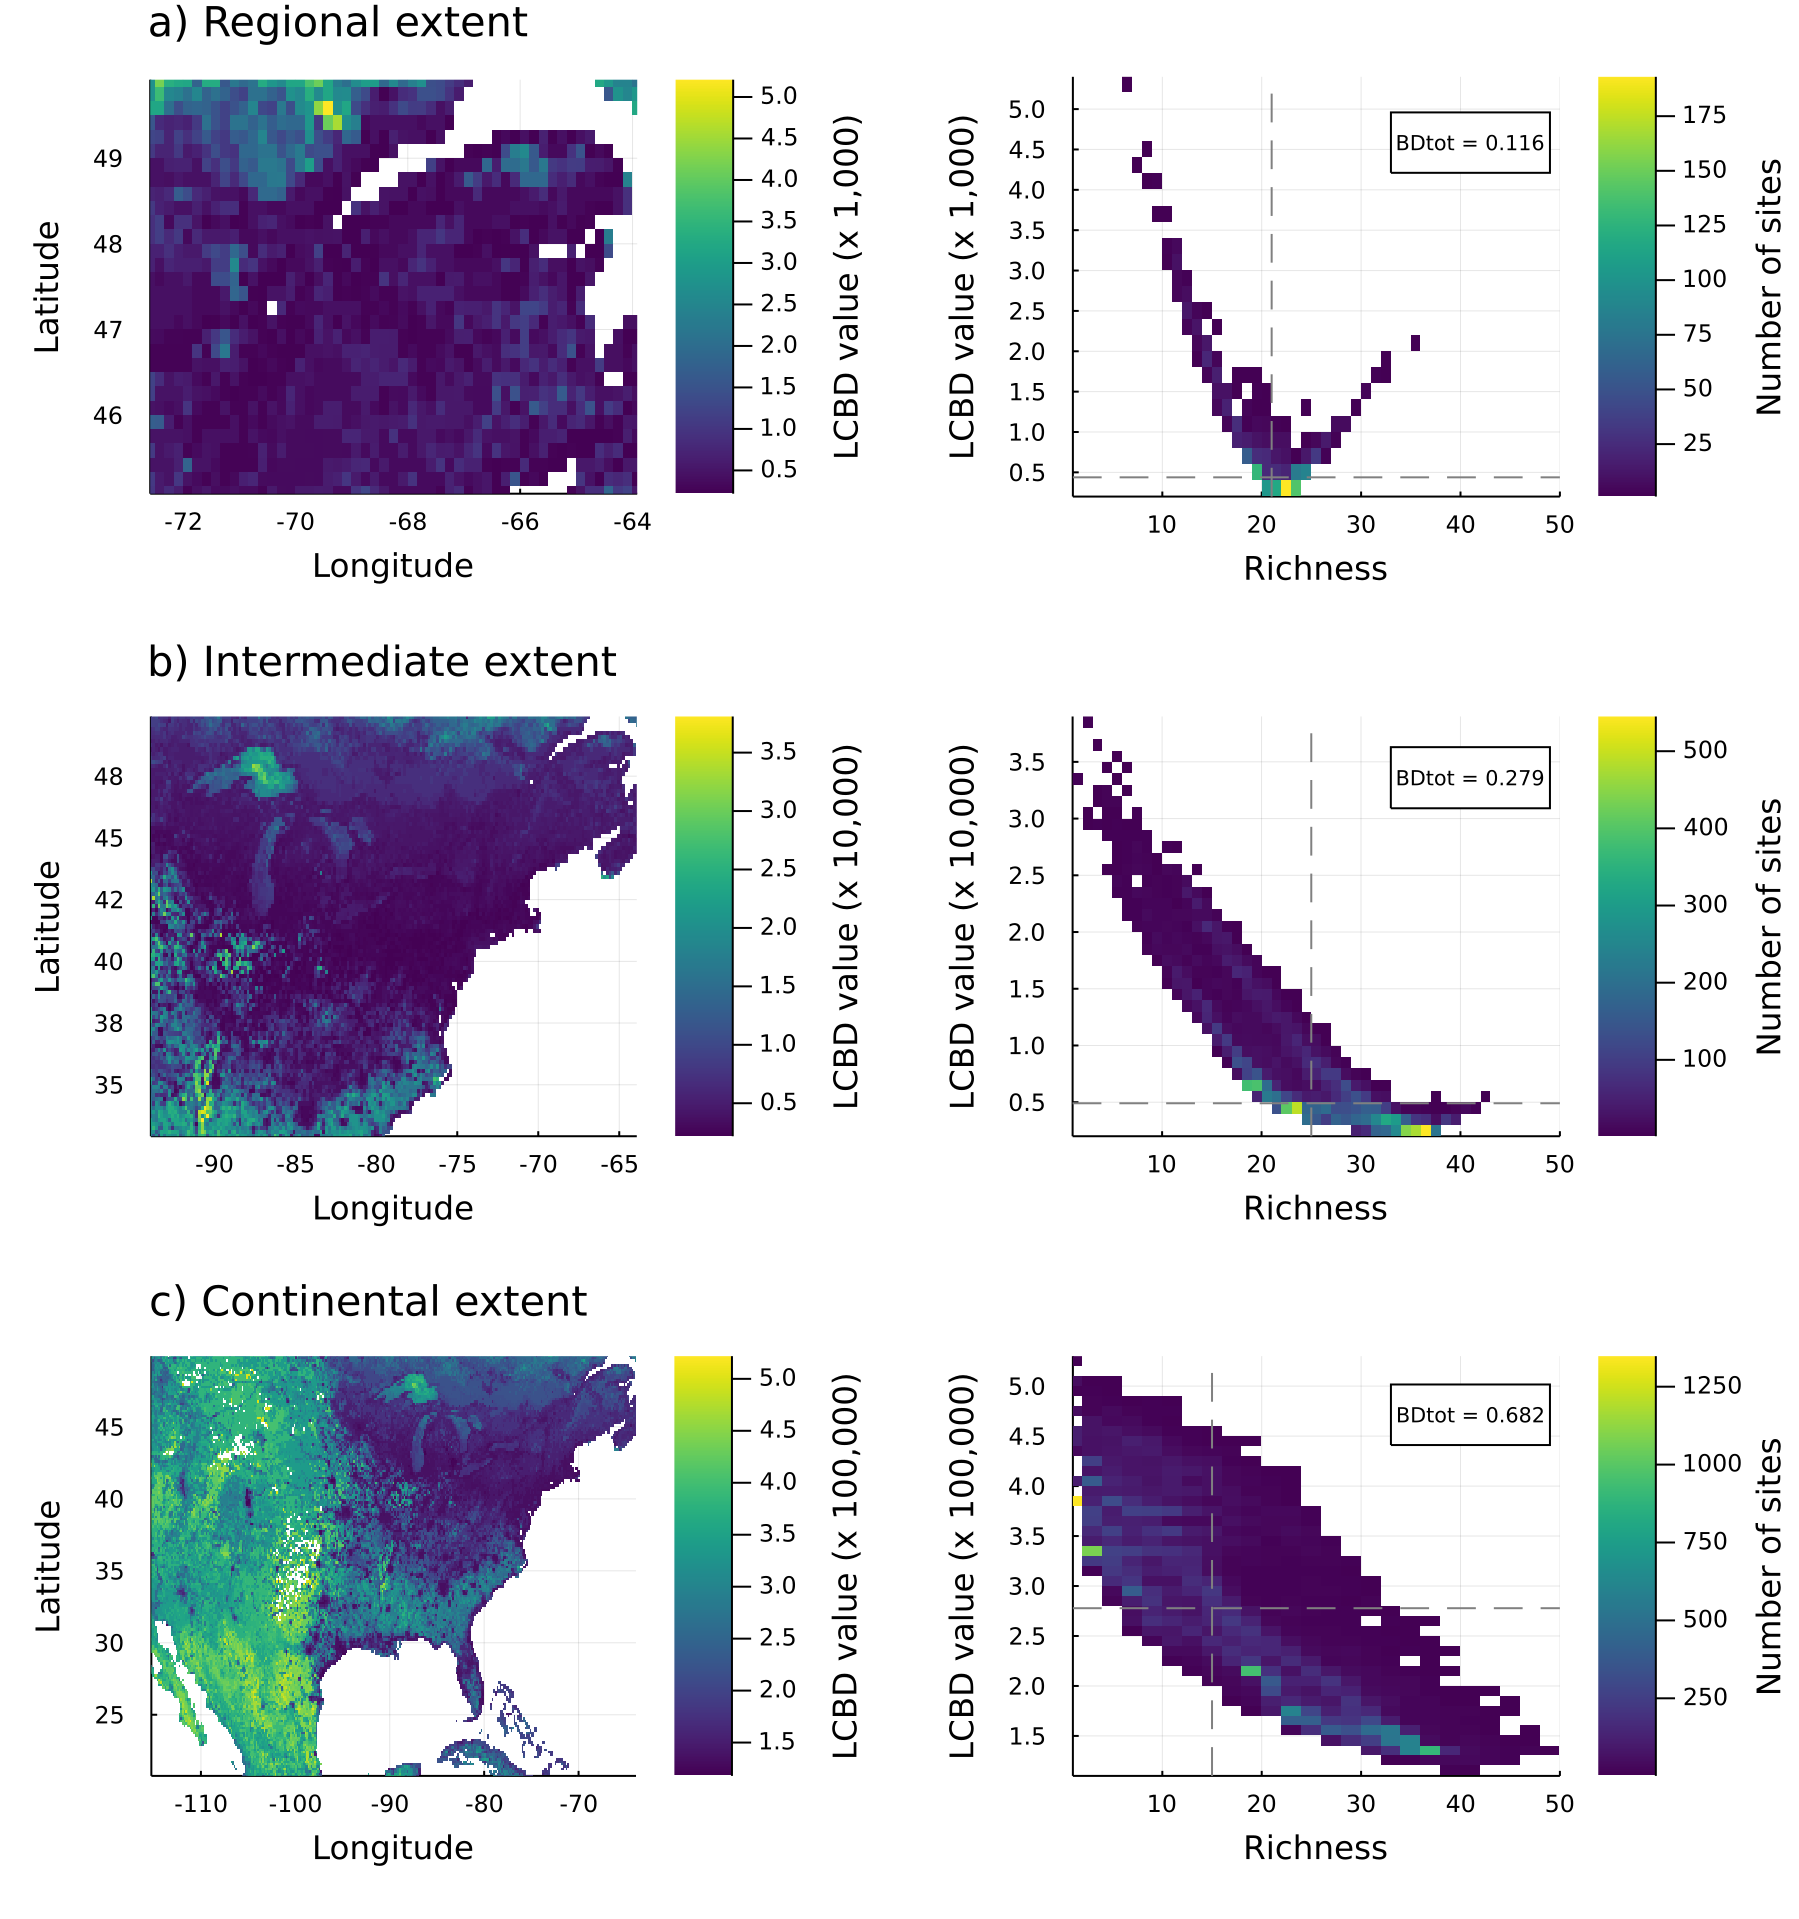 a) Regional extent
Latitude
49
48
47
46
-72 -70 -68 -66 -64
Longitude
5.0
4.5
4.0
3.5
3.0
2.5
2.0
1.5
1.0
0.5
LCBD value (x 1,000)
LCBD value (x 1,000)
5.0
4.5
4.0
3.5
3.0
2.5
2.0
1.5
1.0
0.5
BDtot = 0.116
10 20 30 40 50
Richness
175
150
125
100
75
50
25
Number of sites
b) Intermediate extent
Latitude
48
45
42
40
38
35
-90 -85 -80 -75 -70 -65
Longitude
3.5
3.0
2.5
2.0
1.5
1.0
0.5
LCBD value (x 10,000)
LCBD value (x 10,000)
3.5
3.0
2.5
2.0
1.5
1.0
0.5
BDtot = 0.279
10 20 30 40 50
Richness
500
400
300
200
100
Number of sites
c) Continental extent
Latitude
45
40
35
30
25
-110 -100 -90 -80 -70
Longitude
5.0
4.5
4.0
3.5
3.0
2.5
2.0
1.5
LCBD value (x 100,000)
LCBD value (x 100,000)
5.0
4.5
4.0
3.5
3.0
2.5
2.0
1.5
BDtot = 0.682
10 20 30 40 50
Richness
1250
1000
750
500
250
Number of sites